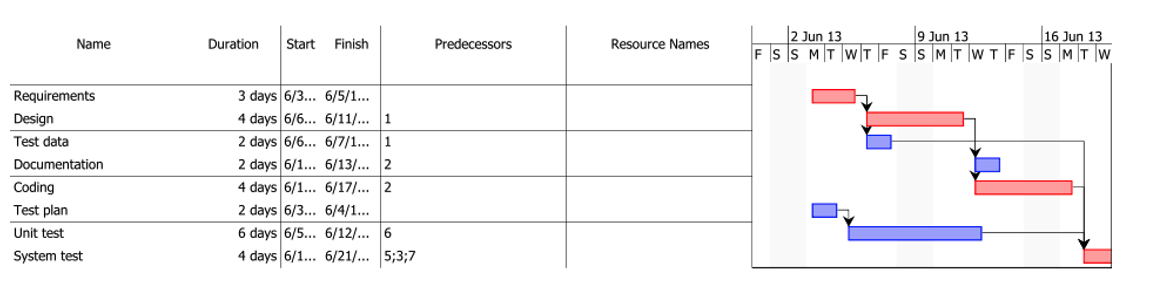 2 Jun 13 9 Jun 13 16 Jun 13
Name Duration Start Finish Predecessors Resource Names
F S S M T W T F S S M T W T F S S M T W
Requirements 3 days 6/3... 6/5/1...
Design 4 days 6/6... 6/11/... 1
Test data 2 days 6/6... 6/7/1... 1
Documentation 2 days 6/1... 6/13/... 2
Coding 4 days 6/1... 6/17/... 2
Test plan 2 days 6/3... 6/4/1...
Unit test 6 days 6/5... 6/12/... 6
System test 4 days 6/1... 6/21/... 5;3;7